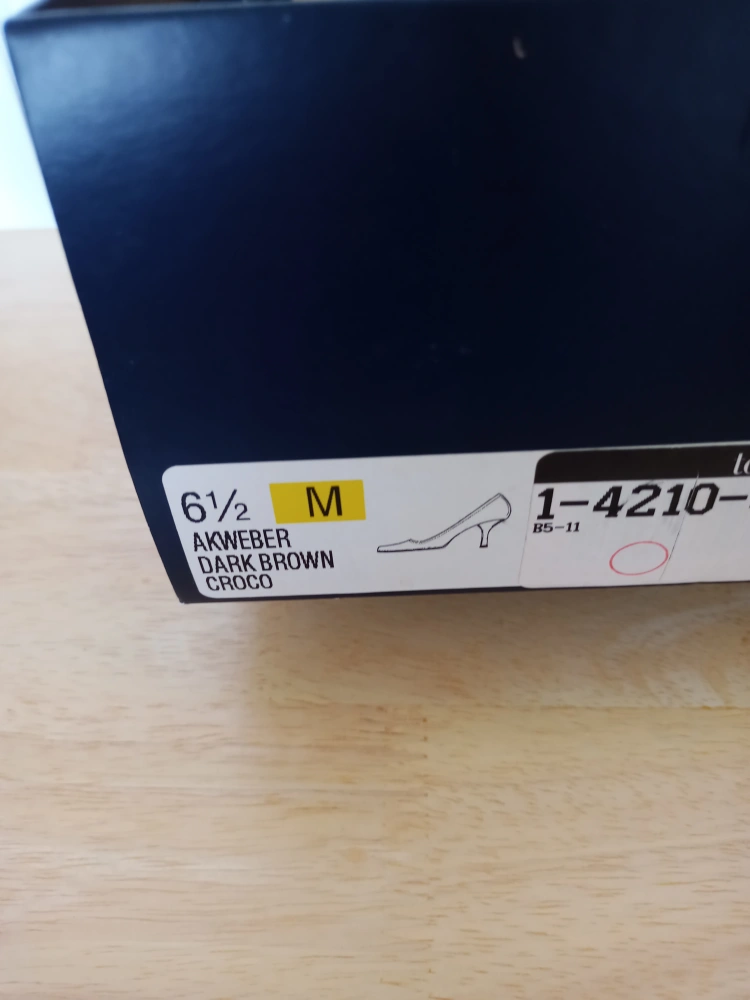 6½ M
AKWEBER
DARK BROWN
CROCO
1-4210-
B5-11